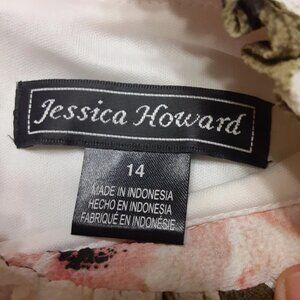 Jessica Howard
14
MADE IN INDONESIA
HECHO EN INDONESIA
FABRIQUÉ EN INDONÉSIE